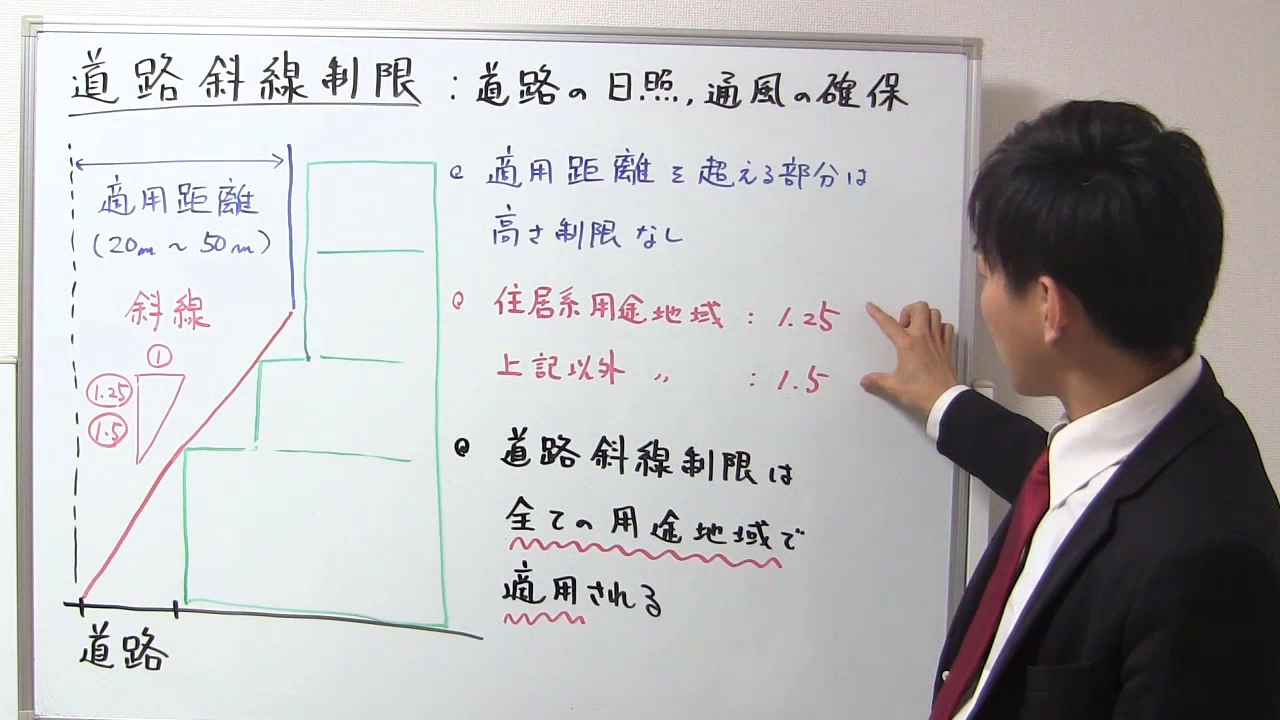 道路斜線制限：道路の日照,通風の確保
適用距離
(20m～50m)
斜線
1
1.25
1.5
道路
適用距離を超える部分は
高さ制限なし
住居系用途地域：1.25
上記以外 〃 ：1.5
道路斜線制限は
全ての用途地域で
適用される